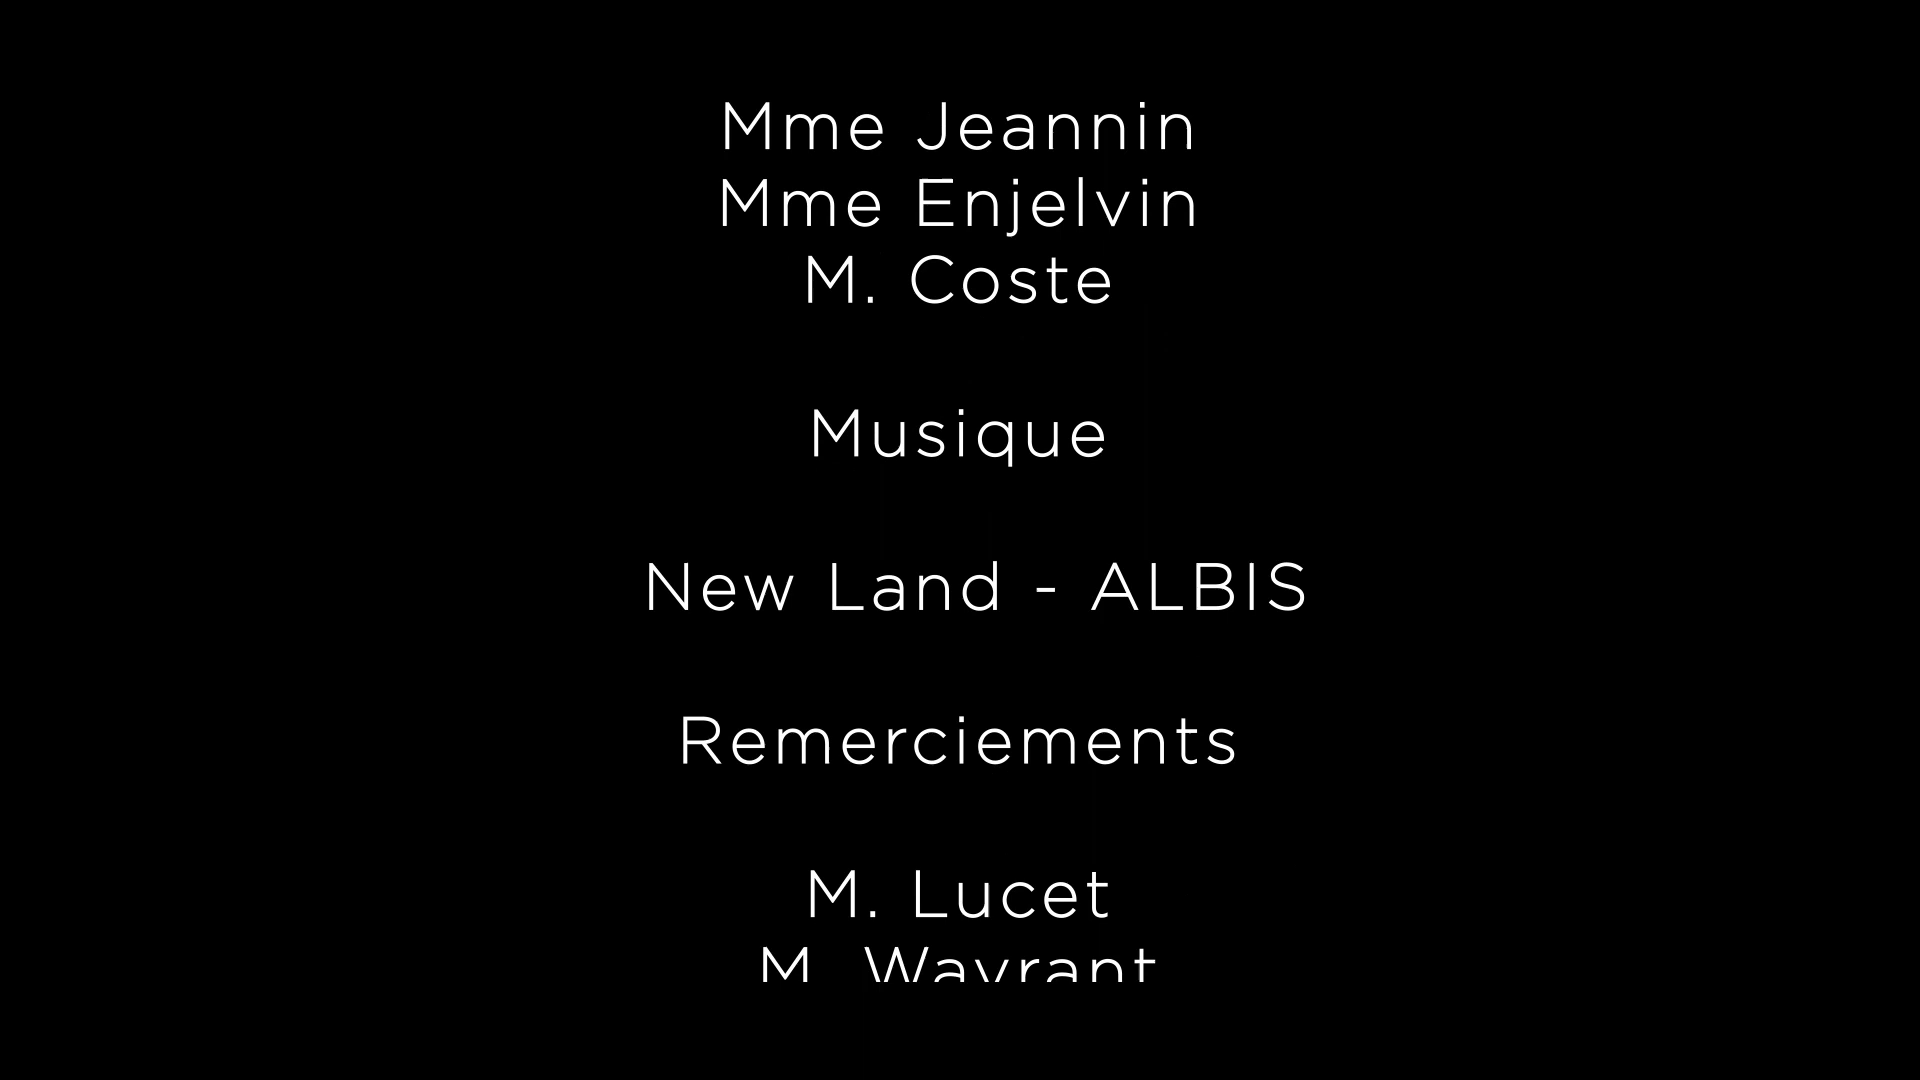 Mme Jeannin
Mme Enjelvin
M. Coste
Musique
New Land - ALBIS
Remerciements
M. Lucet
M. Wavrant